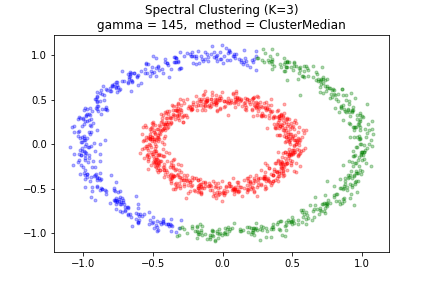 Spectral Clustering (K=3)
gamma = 145,  method = ClusterMedian
1.0
0.5
0.0
−0.5
−1.0
−1.0 −0.5 0.0 0.5 1.0